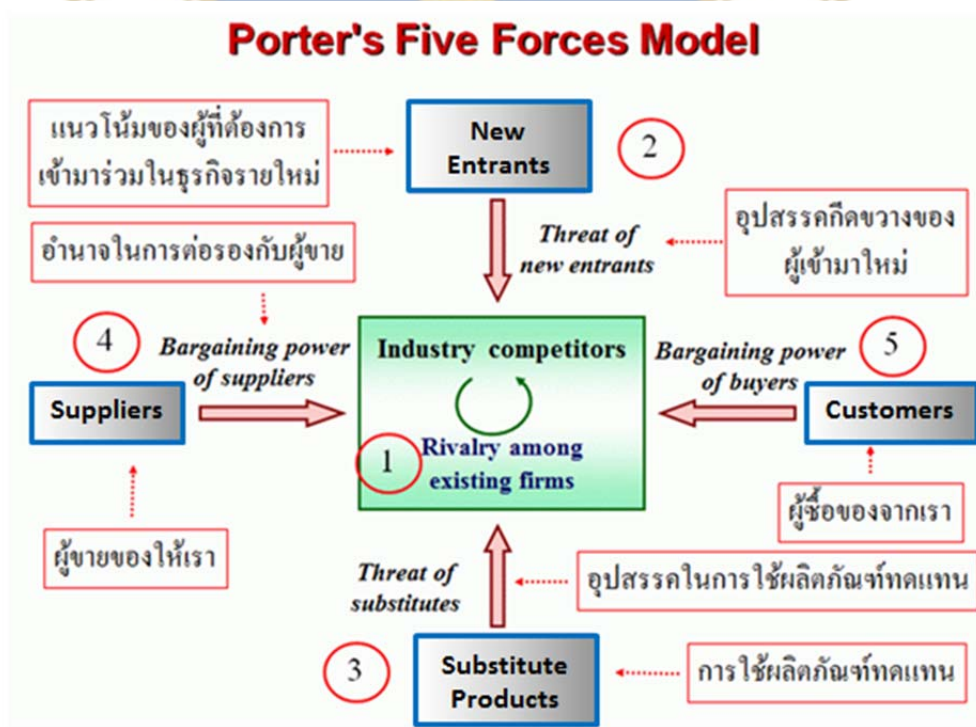 Porter's Five Forces Model
แนวโน้มของผู้ที่ต้องการ
เข้ามาร่วมในธุรกิจรายใหม่
New
Entrants
2
อำนาจในการต่อรองกับผู้ขาย
Threat of
new entrants
อุปสรรคกีดขวางของ
ผู้เข้ามาใหม่
4
Bargaining power
of suppliers
Industry competitors
Bargaining power
of buyers
5
Suppliers
Customers
1
Rivalry among
existing firms
ผู้ขายของให้เรา
ผู้ซื้อของจากเรา
Threat of
substitutes
อุปสรรคในการใช้ผลิตภัณฑ์ทดแทน
3
Substitute
Products
การใช้ผลิตภัณฑ์ทดแทน